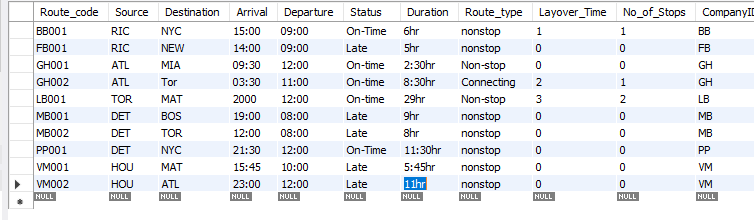 Route_code Source Destination Arrival Departure Status Duration Route_type Layover_Time No_of_Stops CompanyID
BB001 RIC NYC 15:00 09:00 On-Time 6hr nonstop 1 1 BB
FB001 RIC NEW 14:00 09:00 Late 5hr nonstop 0 0 FB
GH001 ATL MIA 09:30 12:00 On-time 2:30hr Non-stop 0 0 GH
GH002 ATL Tor 03:30 11:00 On-time 8:30hr Connecting 2 1 GH
LB001 TOR MAT 2000 12:00 On-time 29hr Non-stop 3 2 LB
MB001 DET BOS 19:00 08:00 Late 9hr nonstop 0 0 MB
MB002 DET TOR 12:00 08:00 Late 8hr nonstop 0 0 MB
PP001 DET NYC 21:30 12:00 On-Time 11:30hr nonstop 0 0 PP
VM001 HOU MAT 15:45 10:00 Late 5:45hr nonstop 0 0 VM
VM002 HOU ATL 23:00 12:00 Late 11hr nonstop 0 0 VM
NULL NULL NULL NULL NULL NULL NULL NULL NULL NULL NULL